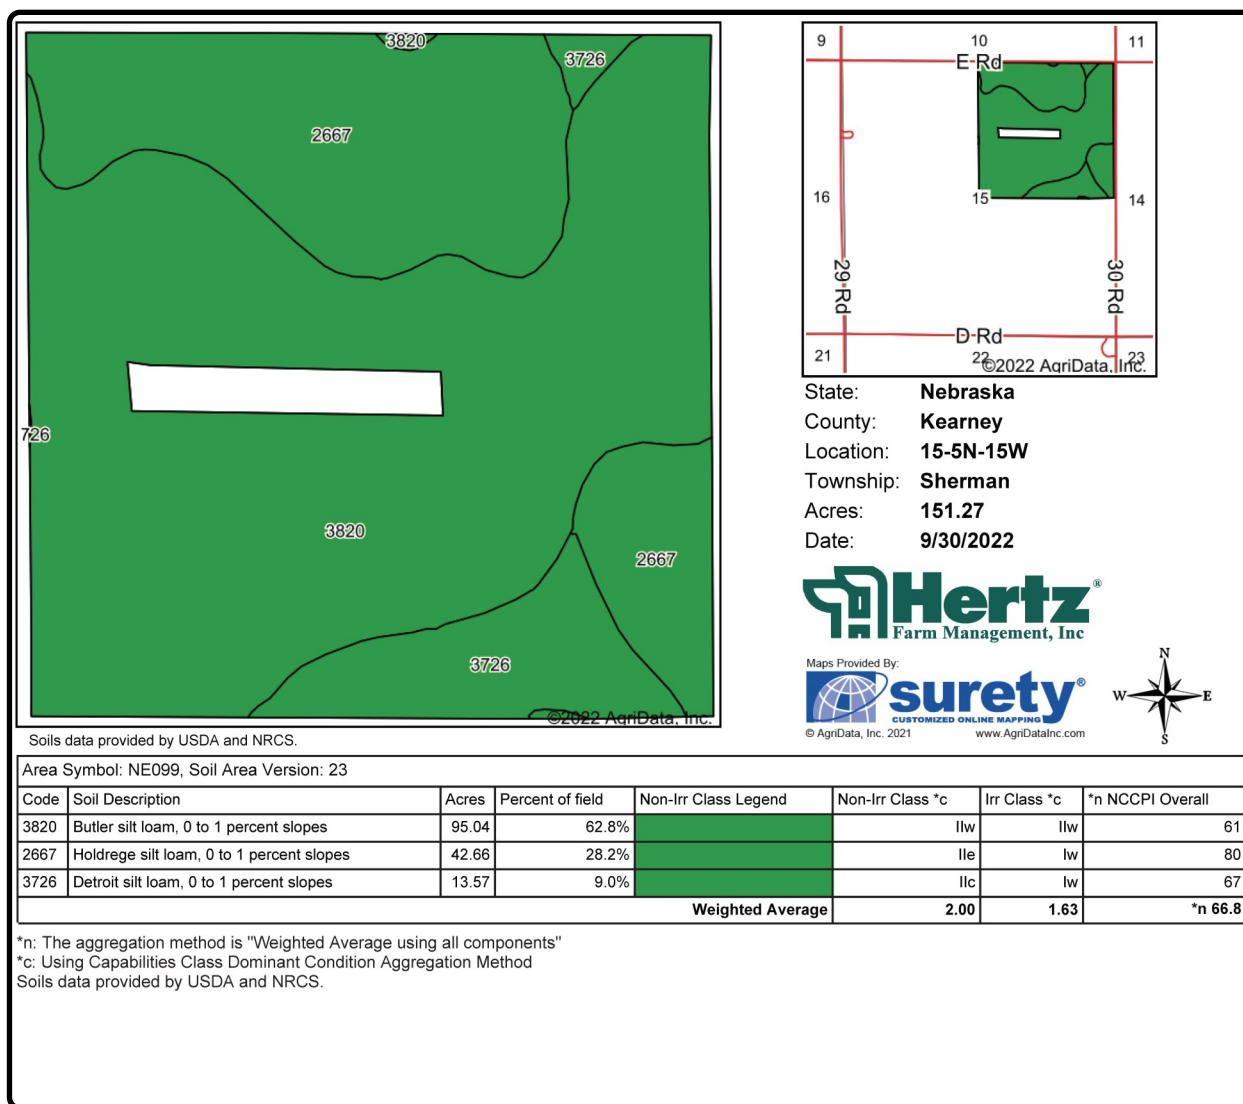 3820
3726
2667
726
3820
2667
3726
©2022 AgriData, Inc.
Soils data provided by USDA and NRCS.
9 10 11
E Rd
16 15 14
29 Rd
30 Rd
D Rd
21 22 23
©2022 AgriData, Inc.
State: Nebraska
County: Kearney
Location: 15-5N-15W
Township: Sherman
Acres: 151.27
Date: 9/30/2022
Hertz®
Farm Management, Inc
Maps Provided By:
surety®
CUSTOMIZED ONLINE MAPPING
© AgriData, Inc. 2021 www.AgriDataInc.com
N
W E
S
Area Symbol: NE099, Soil Area Version: 23
Code Soil Description Acres Percent of field Non-Irr Class Legend Non-Irr Class *c Irr Class *c *n NCCPI Overall
3820 Butler silt loam, 0 to 1 percent slopes 95.04 62.8% IIw IIw 61
2667 Holdrege silt loam, 0 to 1 percent slopes 42.66 28.2% IIe Iw 80
3726 Detroit silt loam, 0 to 1 percent slopes 13.57 9.0% IIc Iw 67
Weighted Average 2.00 1.63 *n 66.8
*n: The aggregation method is "Weighted Average using all components"
*c: Using Capabilities Class Dominant Condition Aggregation Method
Soils data provided by USDA and NRCS.